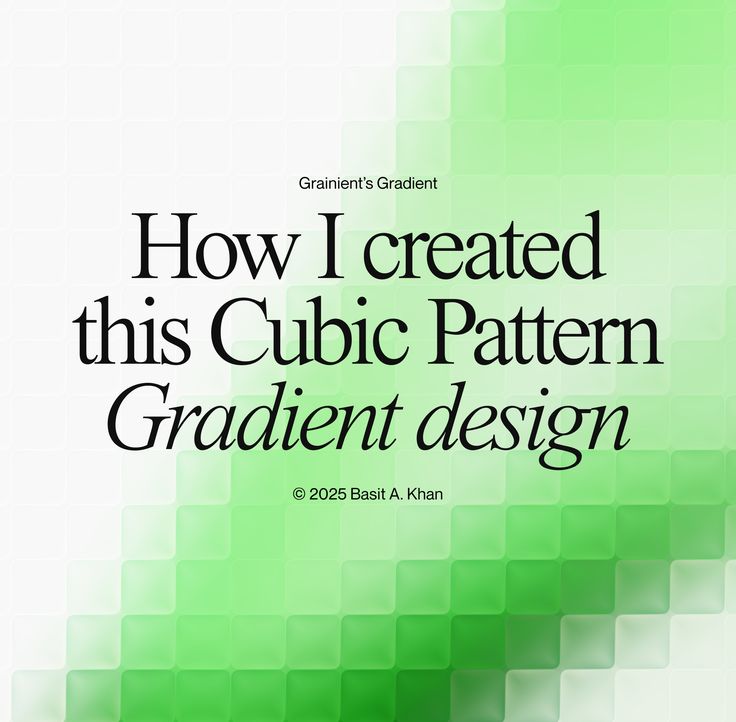 Grainient’s Gradient
How I created
this Cubic Pattern
Gradient design
© 2025 Basit A. Khan